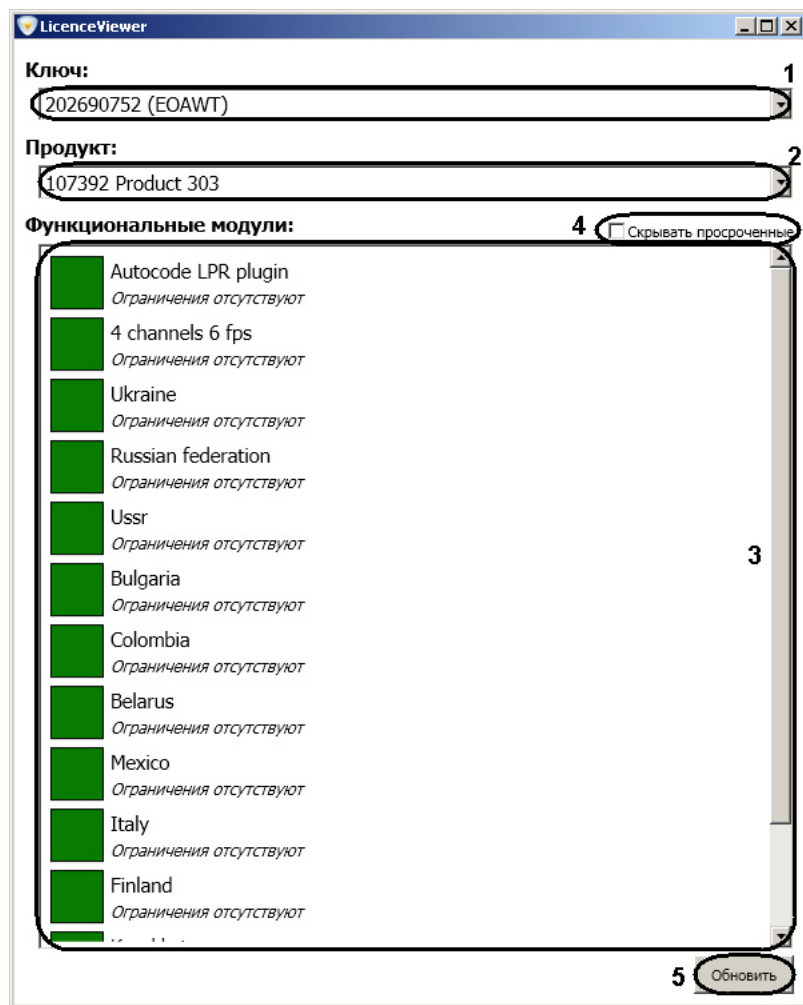 LicenceViewer
Ключ:
1
202690752 (EOAWT)
Продукт:
2
107392 Product 303
Функциональные модули:
4
Скрывать просроченные
Autocode LPR plugin
Ограничения отсутствуют
4 channels 6 fps
Ограничения отсутствуют
Ukraine
Ограничения отсутствуют
Russian federation
Ограничения отсутствуют
Ussr
Ограничения отсутствуют
3
Bulgaria
Ограничения отсутствуют
Colombia
Ограничения отсутствуют
Belarus
Ограничения отсутствуют
Mexico
Ограничения отсутствуют
Italy
Ограничения отсутствуют
Finland
Ограничения отсутствуют
5
Обновить